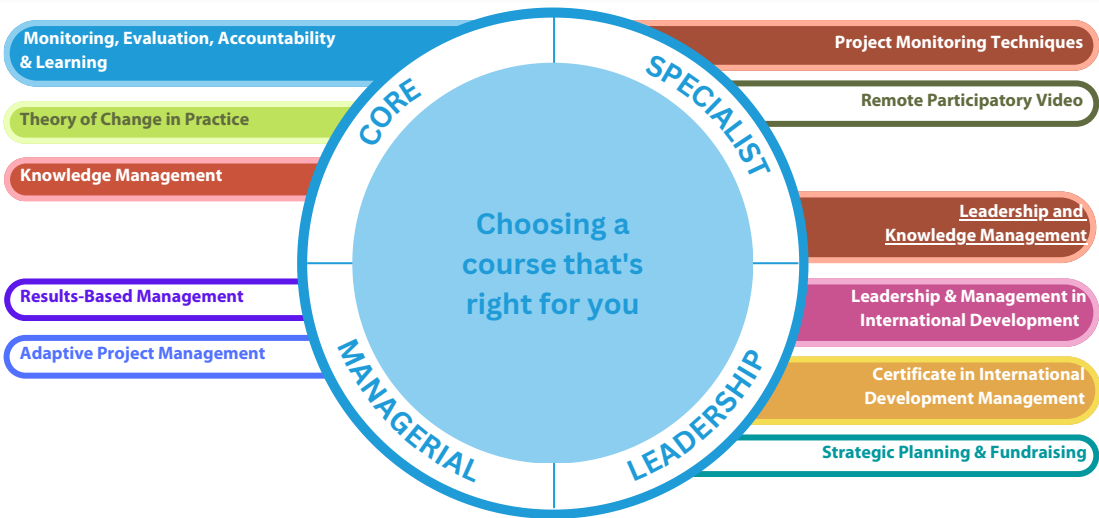 Monitoring, Evaluation, Accountability
& Learning
Theory of Change in Practice
Knowledge Management
Results-Based Management
Adaptive Project Management
CORE
SPECIALIST
Choosing a
course that's
right for you
MANAGERIAL
LEADERSHIP
Project Monitoring Techniques
Remote Participatory Video
Leadership and
Knowledge Management
Leadership & Management in
International Development
Certificate in International
Development Management
Strategic Planning & Fundraising